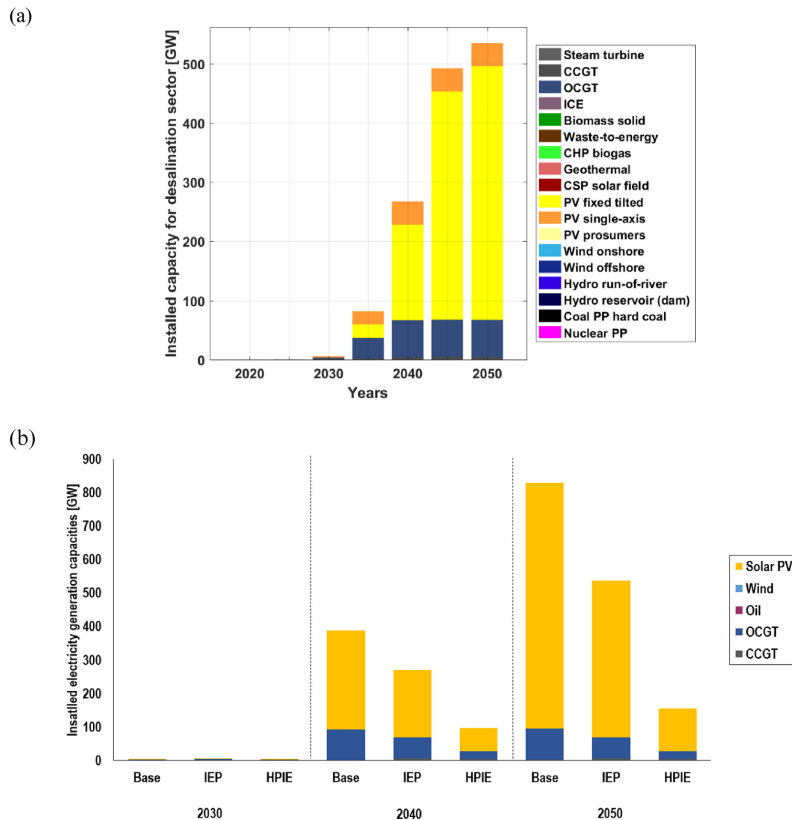 (a)
Installed capacity for desalination sector [GW]
500
400
300
200
100
0
2020 2030 2040 2050
Years
Steam turbine
CCGT
OCGT
ICE
Biomass solid
Waste-to-energy
CHP biogas
Geothermal
CSP solar field
PV fixed tilted
PV single-axis
PV prosumers
Wind onshore
Wind offshore
Hydro run-of-river
Hydro reservoir (dam)
Coal PP hard coal
Nuclear PP
(b)
Insatlled electricity generation capacities [GW]
900
800
700
600
500
400
300
200
100
0
Base IEP HPIE Base IEP HPIE Base IEP HPIE
2030 2040 2050
Solar PV
Wind
Oil
OCGT
CCGT